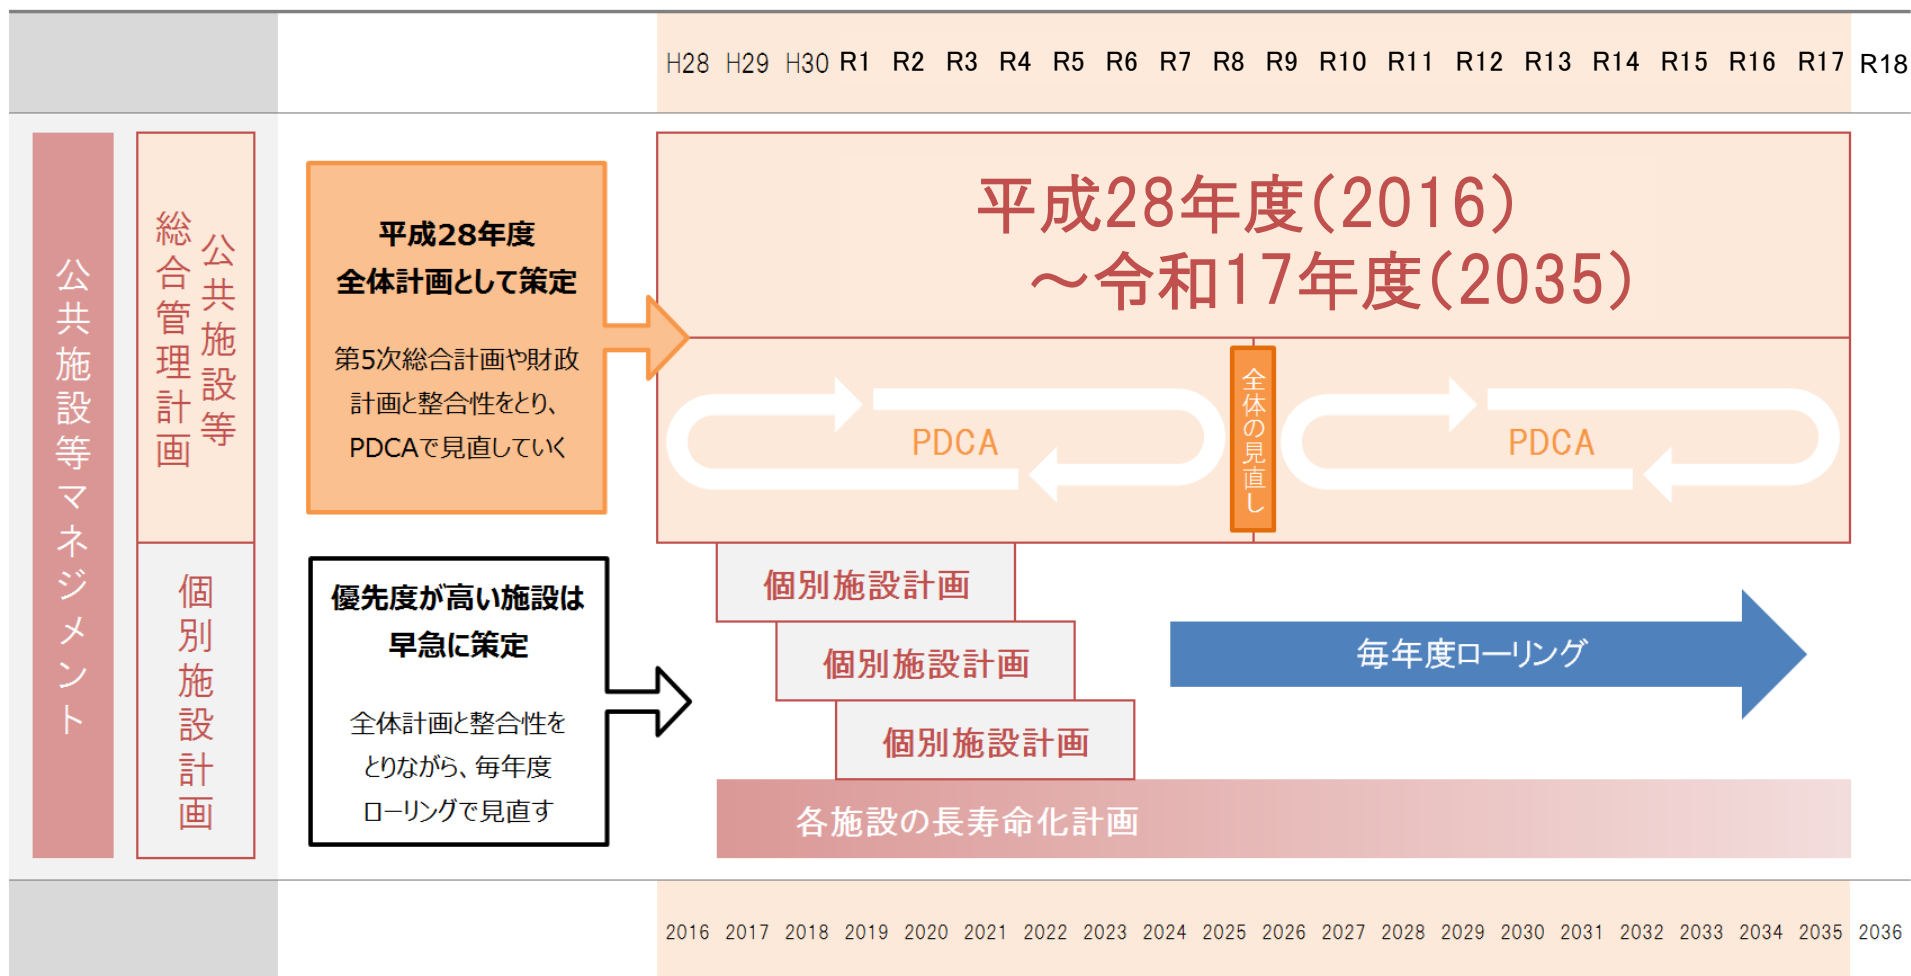 H28 H29 H30 R1 R2 R3 R4 R5 R6 R7 R8 R9 R10 R11 R12 R13 R14 R15 R16 R17 R18
公共施設等マネジメント
公共施設等
総合管理計画
平成28年度
全体計画として策定
第5次総合計画や財政
計画と整合性をとり、
PDCAで見直していく
平成28年度(2016)
～令和17年度(2035)
PDCA
全体の見直し
PDCA
個別施設計画
優先度が高い施設は
早急に策定
全体計画と整合性を
とりながら、毎年度
ローリングで見直す
個別施設計画
個別施設計画
個別施設計画
毎年度ローリング
各施設の長寿命化計画
2016 2017 2018 2019 2020 2021 2022 2023 2024 2025 2026 2027 2028 2029 2030 2031 2032 2033 2034 2035 2036